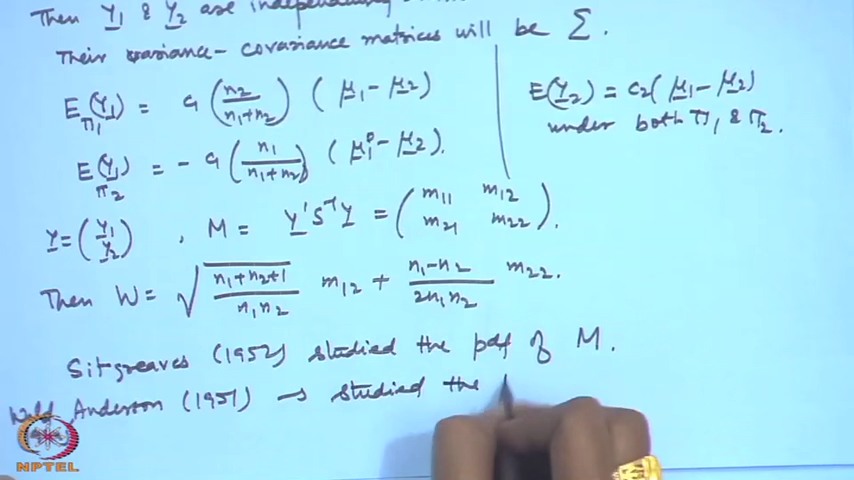 Then Y1 & Y2 are
Their variance-covariance matrices will be Σ.
E_π1(Y1) = c1 (n2/(n1+n2)) (μ1-μ2)
E(Y2) = c2(μ1-μ2)
under both π1 & π2.
E_π2(Y1) = -c1 (n1/(n1+n2)) (μ1-μ2).
Y=(Y1 Y2), M = Y'S⁻¹Y = (m11 m12 m21 m22).
Then W= √((n1+n2+1)/(n1n2)) m12 + (n1-n2)/(2n1n2) m22.
Sitgreaves (1952) studied the pdf of M.
Wald, Anderson (1951) → studied the
NPTEL